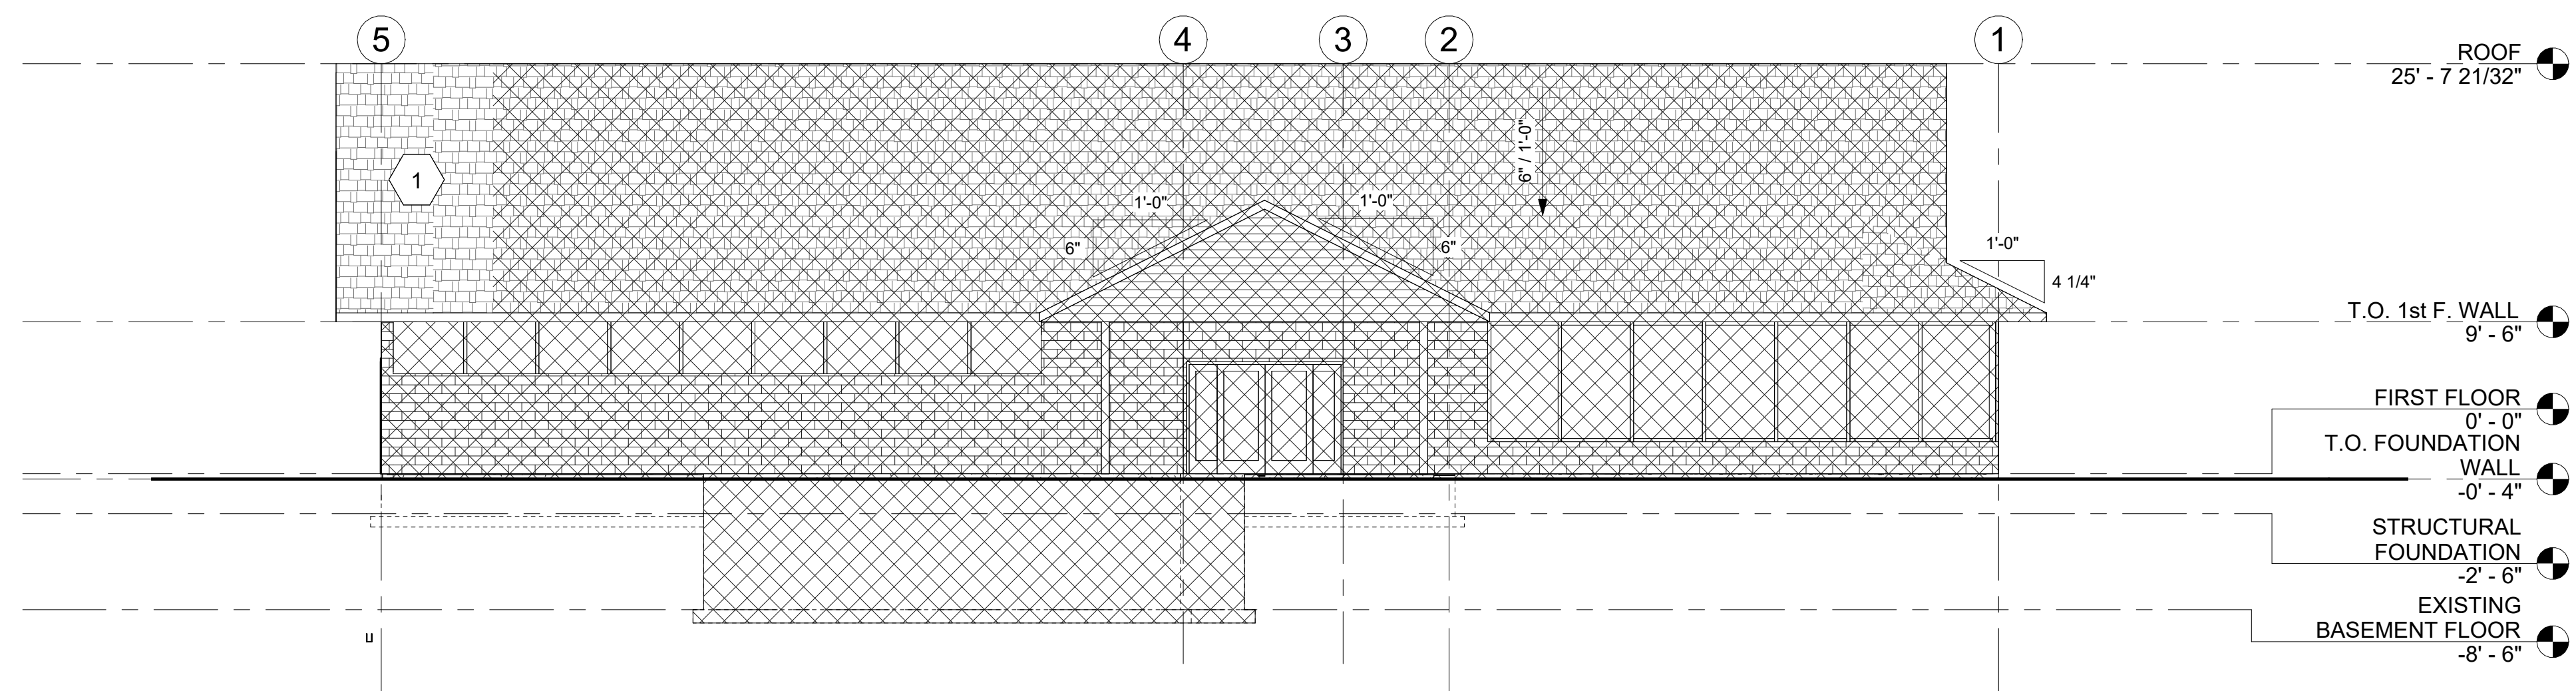 5
4
3
2
1
ROOF
25' - 7 21/32"
6" / 1'-0"
1
1'-0"
6"
1'-0"
6"
1'-0"
4 1/4"
T.O. 1st F. WALL
9' - 6"
FIRST FLOOR
0' - 0"
T.O. FOUNDATION
WALL
-0' - 4"
STRUCTURAL
FOUNDATION
-2' - 6"
EXISTING
BASEMENT FLOOR
-8' - 6"